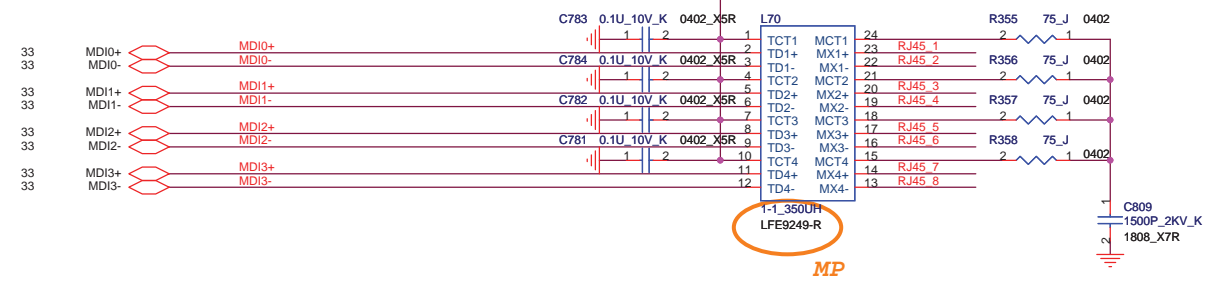 C783 0.1U_10V_K 0402_X5R L70 R355 75_J 0402
1 2 1 TCT1 MCT1 24 2 1
33 MDI0+ MDI0+ 2 TD1+ MX1+ 23 RJ45_1
33 MDI0- MDI0- C784 0.1U_10V_K 0402_X5R 3 TD1- MX1- 22 RJ45_2 R356 75_J 0402
1 2 4 TCT2 MCT2 21 2 1
33 MDI1+ MDI1+ 5 TD2+ MX2+ 20 RJ45_3
33 MDI1- MDI1- C782 0.1U_10V_K 0402_X5R 6 TD2- MX2- 19 RJ45_4 R357 75_J 0402
1 2 7 TCT3 MCT3 18 2 1
33 MDI2+ MDI2+ 8 TD3+ MX3+ 17 RJ45_5
33 MDI2- MDI2- C781 0.1U_10V_K 0402_X5R 9 TD3- MX3- 16 RJ45_6 R358 75_J 0402
1 2 10 TCT4 MCT4 15 2 1
33 MDI3+ MDI3+ 11 TD4+ MX4+ 14 RJ45_7
33 MDI3- MDI3- 12 TD4- MX4- 13 RJ45_8
1-1_350UH
LFE9249-R
MP
1 C809
1500P_2KV_K
2 1808_X7R